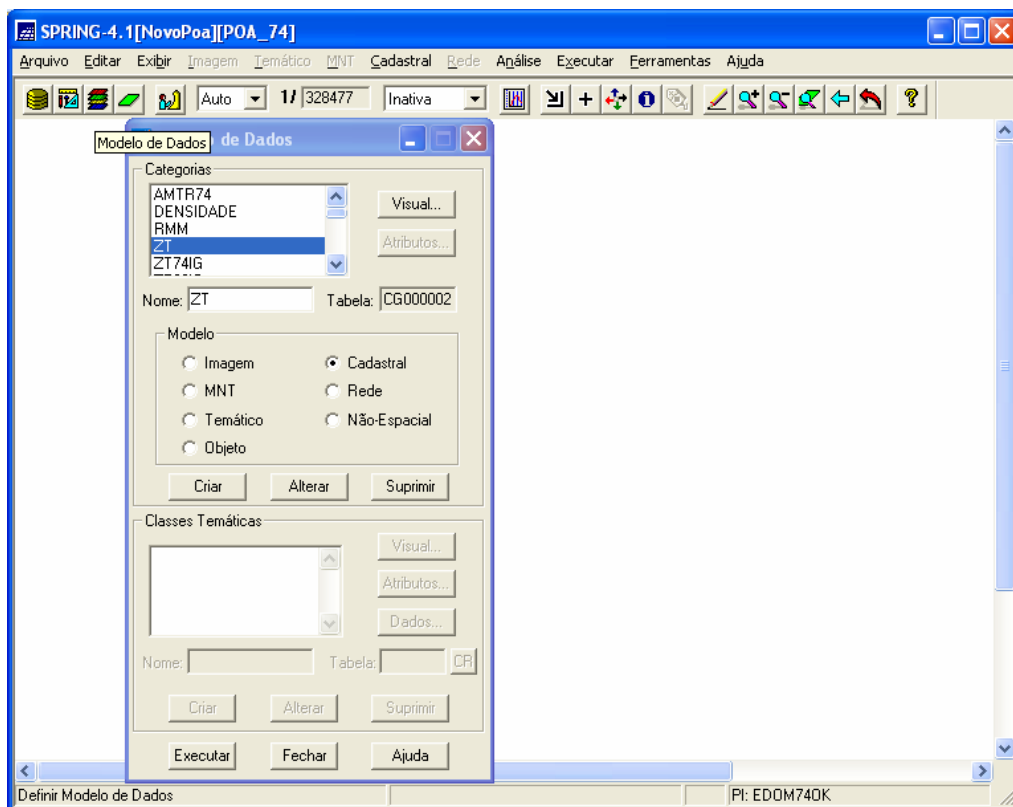 SPRING-4.1[NovoPoa][POA_74]
Arquivo Editar Exibir Imagem Temático MNT Cadastral Rede Análise Executar Ferramentas Ajuda
Auto 1/ 328477 Inativa
Modelo de Dados
de Dados
Categorias
AMTR74
DENSIDADE
RMM
ZT
ZT74IG
Visual...
Atributos...
Nome: ZT Tabela: CG000002
Modelo
Imagem Cadastral
MNT Rede
Temático Não-Espacial
Objeto
Criar Alterar Suprimir
Classes Temáticas
Visual...
Atributos...
Dados...
Nome: Tabela: CR
Criar Alterar Suprimir
Executar Fechar Ajuda
Definir Modelo de Dados PI: EDOM74OK